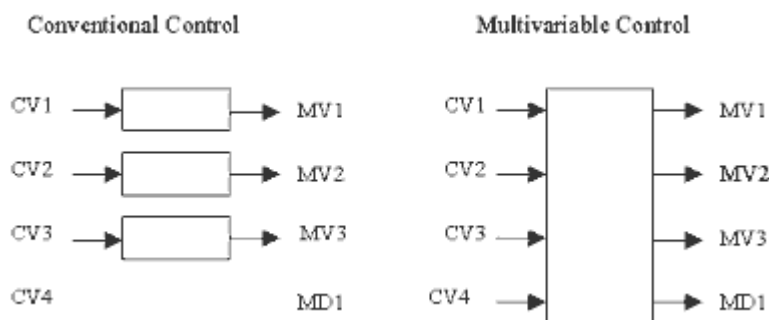 Conventional Control
Multivariable Control
CV1 MV1 CV1 MV1
CV2 MV2 CV2 MV2
CV3 MV3 CV3 MV3
CV4 MD1 CV4 MD1